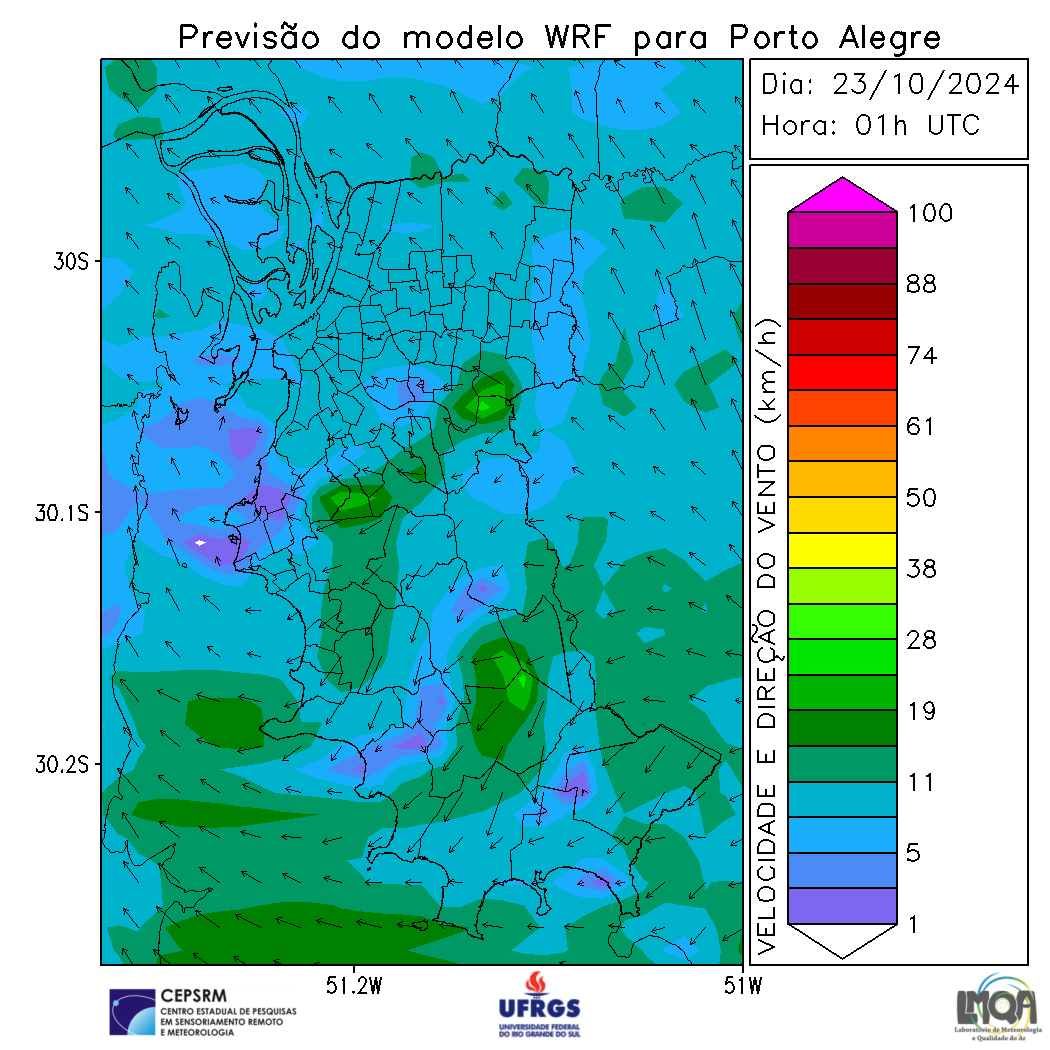 Previsão do modelo WRF para Porto Alegre
Dia: 23/10/2024
Hora: 01h UTC
30S
30.1S
30.2S
51.2W
51W
VELOCIDADE E DIREÇÃO DO VENTO (km/h)
100
88
74
61
50
38
28
19
11
5
1
CEPSRM
CENTRO ESTADUAL DE PESQUISAS
EM SENSORIAMENTO REMOTO
E METEOROLOGIA
UFRGS
UNIVERSIDADE FEDERAL
DO RIO GRANDE DO SUL
LMQA
Laboratório de Meteorologia
e Qualidade do Ar